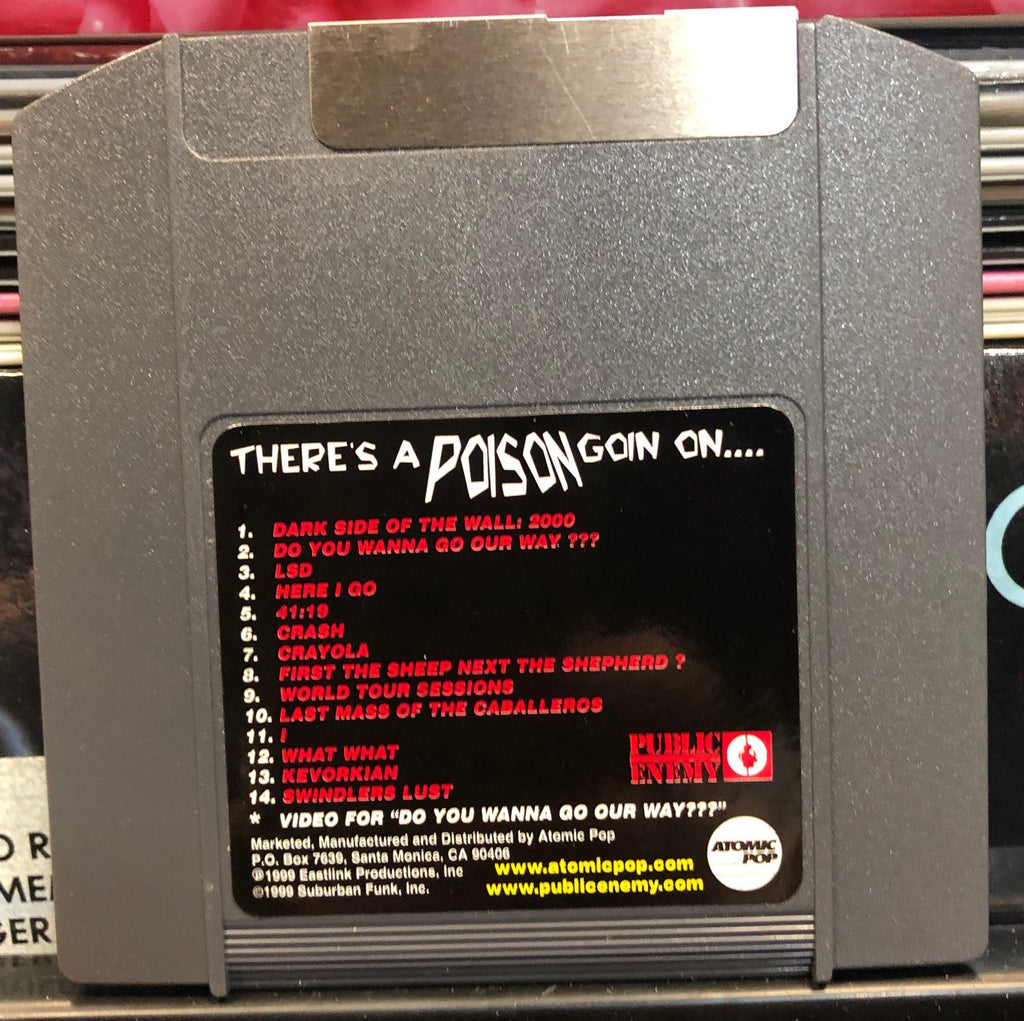 THERE'S A POISON GOIN ON....
1. DARK SIDE OF THE WALL: 2000
2. DO YOU WANNA GO OUR WAY ???
3. LSD
4. HERE I GO
5. 41:19
6. CRASH
7. CRAYOLA
8. FIRST THE SHEEP NEXT THE SHEPHERD ?
9. WORLD TOUR SESSIONS
10. LAST MASS OF THE CABALLEROS
11. I
12. WHAT WHAT
13. KEVORKIAN
14. SWINDLERS LUST
PUBLIC
ENEMY
* VIDEO FOR “DO YOU WANNA GO OUR WAY???”
Marketed, Manufactured and Distributed by Atomic Pop
P.O. Box 7639, Santa Monica, CA 90406
℗1999 Eastlink Productions, Inc
©1999 Suburban Funk, Inc.
www.atomicpop.com
www.publicenemy.com
ATOMIC
POP